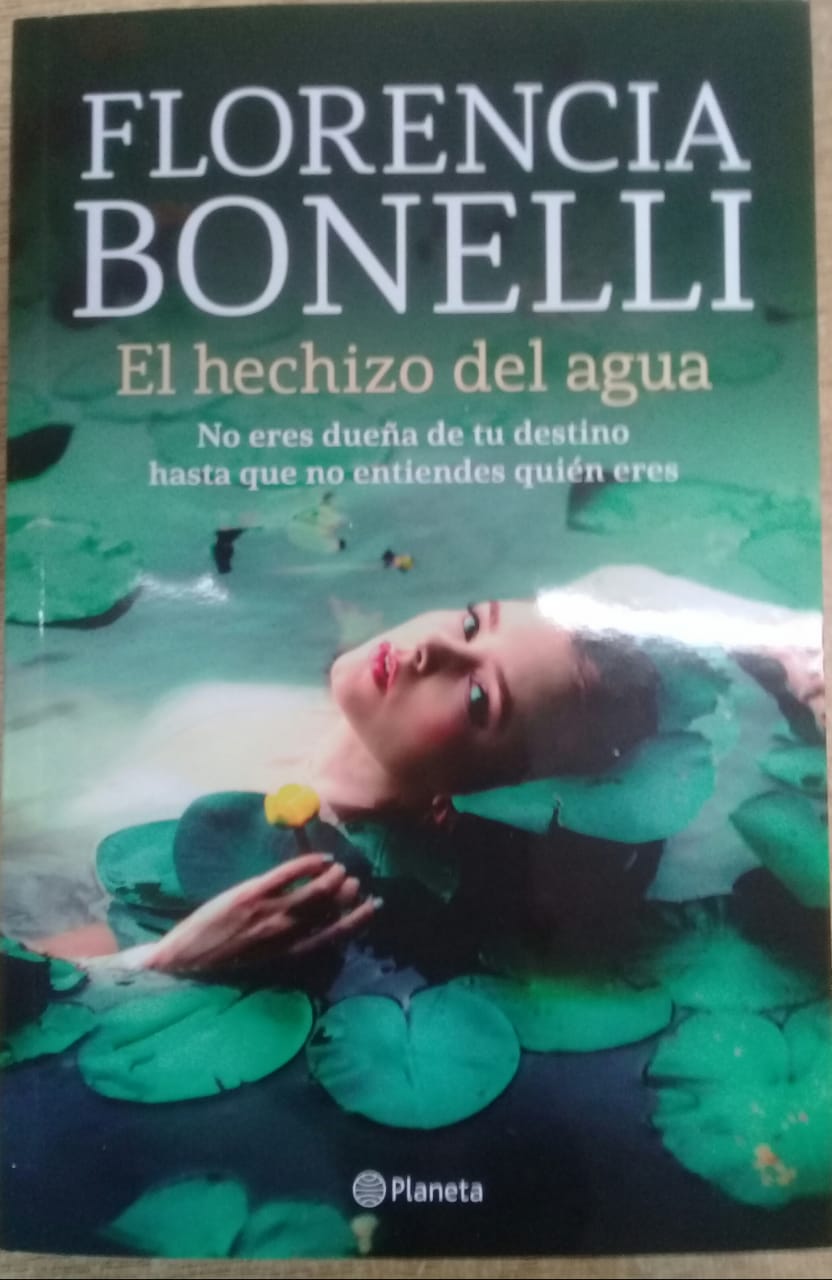 FLORENCIA
BONELLI
El hechizo del agua
No eres dueña de tu destino
hasta que no entiendes quién eres
Planeta